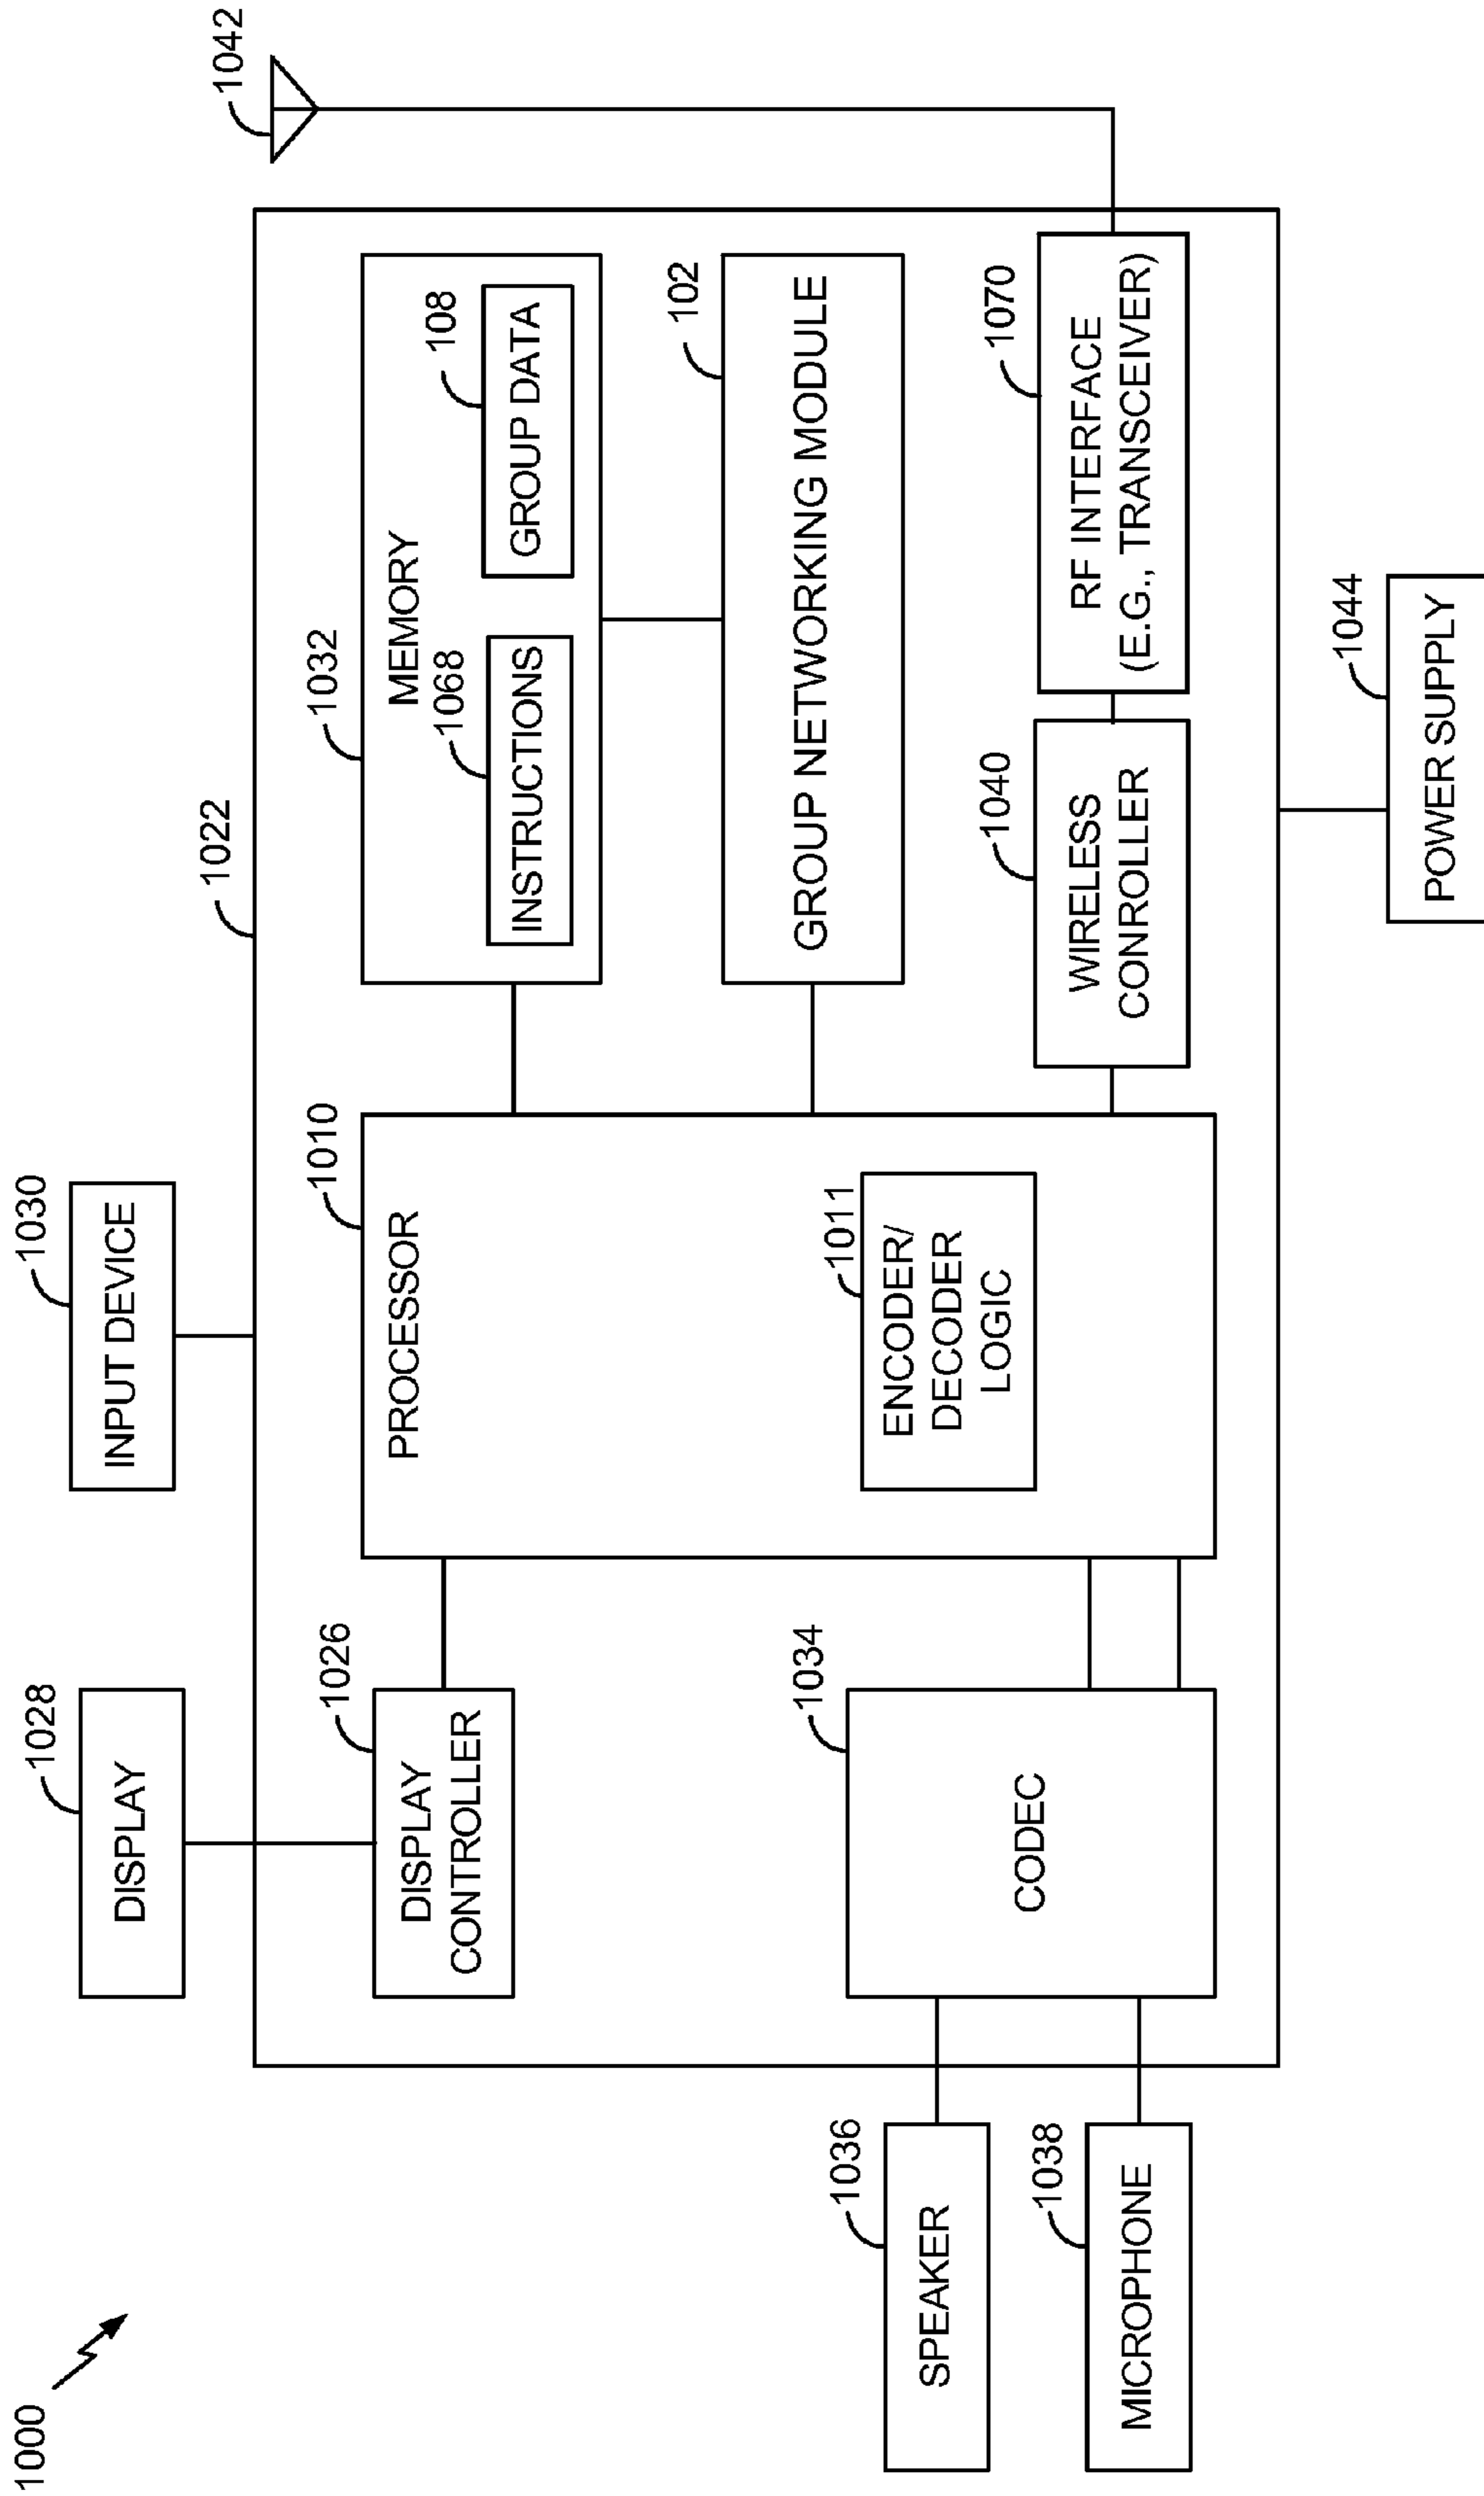 1000
DISPLAY
1028
INPUT DEVICE
1030
1022
1042
DISPLAY
CONTROLLER
1026
PROCESSOR
1010
MEMORY
1032
INSTRUCTIONS
1068
GROUP DATA
108
GROUP NETWORKING MODULE
102
ENCODER/
DECODER
LOGIC
1011
CODEC
1034
SPEAKER
1036
MICROPHONE
1038
WIRELESS
CONROLLER
1040
RF INTERFACE
(E.G., TRANSCEIVER)
1070
POWER SUPPLY
1044